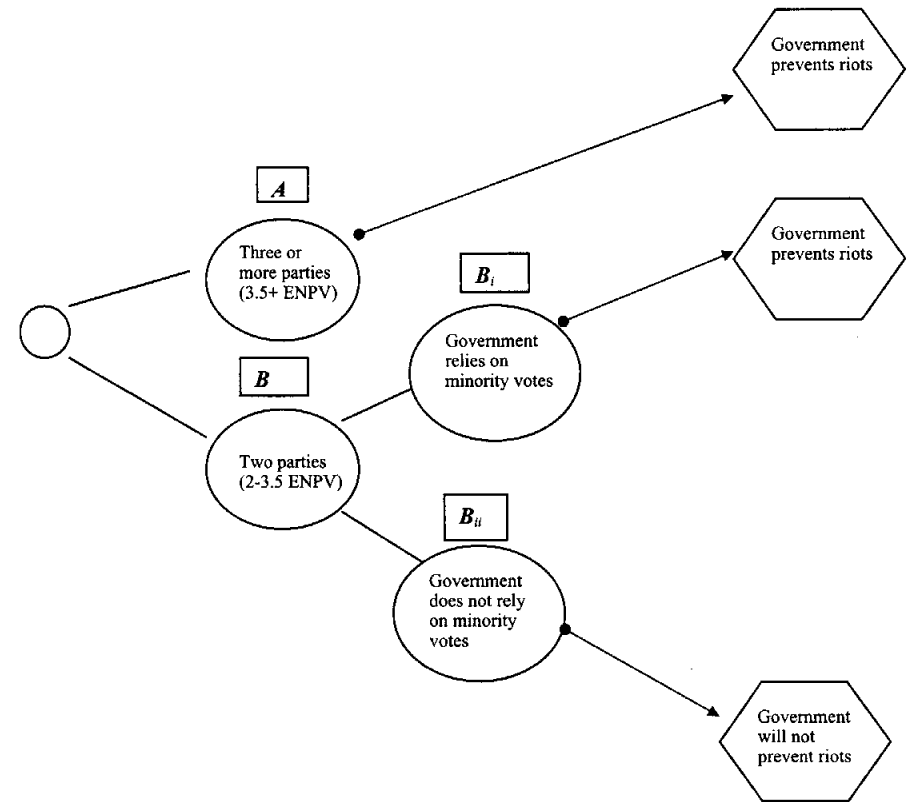 Government
prevents riots
A
Three or
more parties
(3.5+ ENPV)
Government
prevents riots
Bi
Government
relies on
minority votes
B
Two parties
(2-3.5 ENPV)
Bii
Government
does not rely
on minority
votes
Government
will not
prevent riots